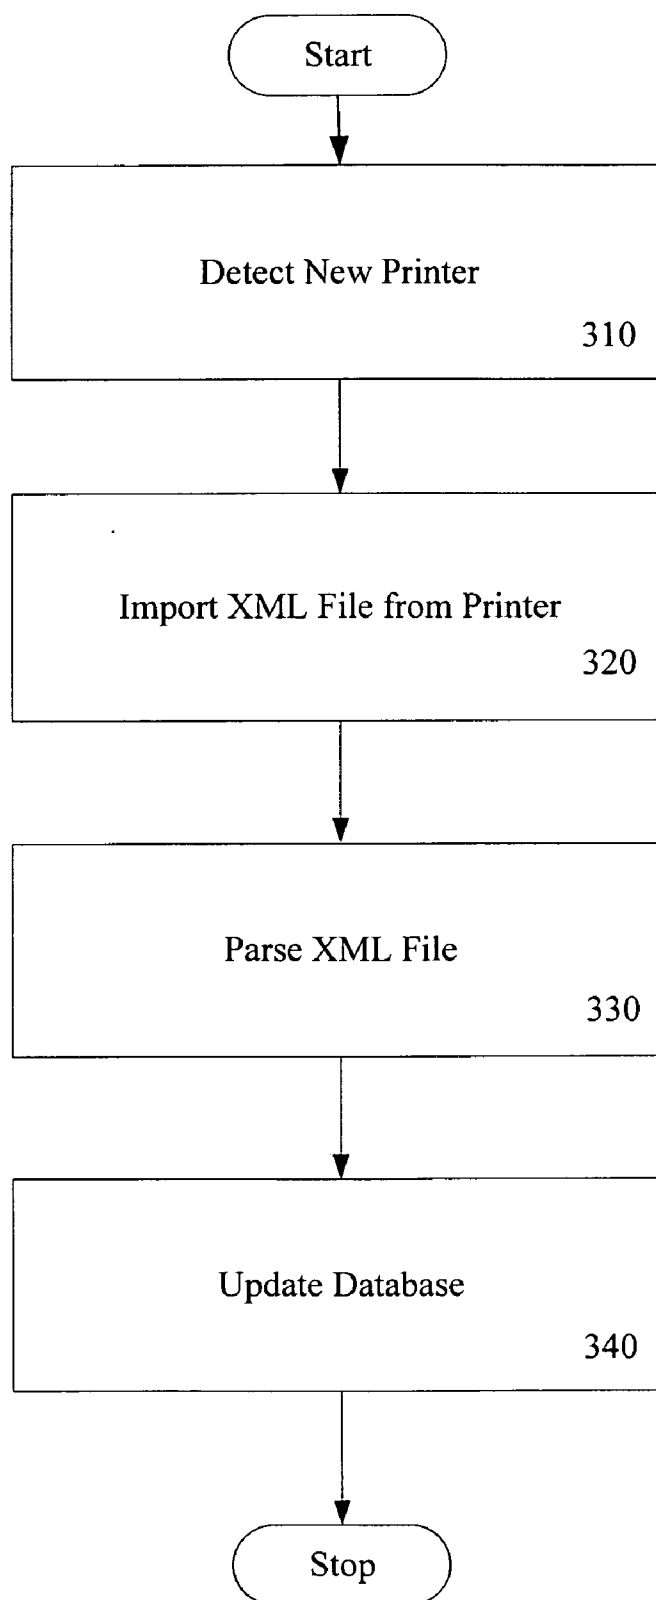 Start
Detect New Printer
310
Import XML File from Printer
320
Parse XML File
330
Update Database
340
Stop